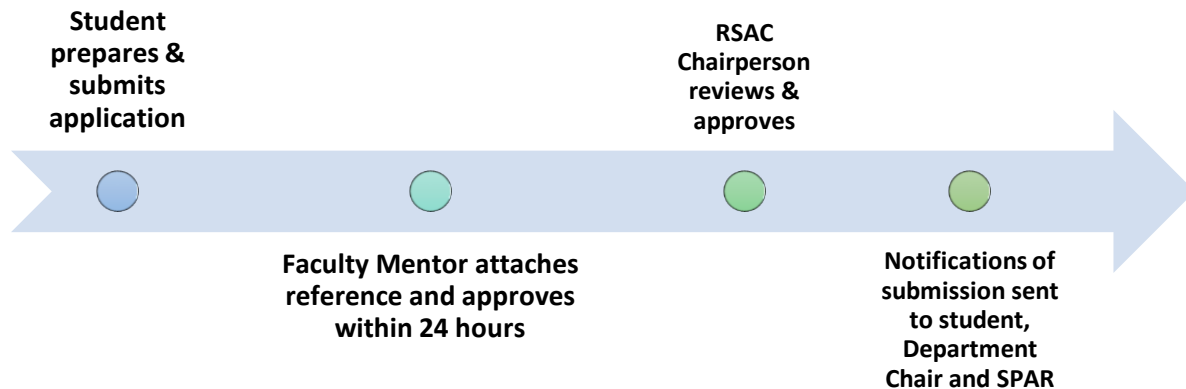 Student
prepares &
submits
application
Faculty Mentor attaches
reference and approves
within 24 hours
RSAC
Chairperson
reviews &
approves
Notifications of
submission sent
to student,
Department
Chair and SPAR